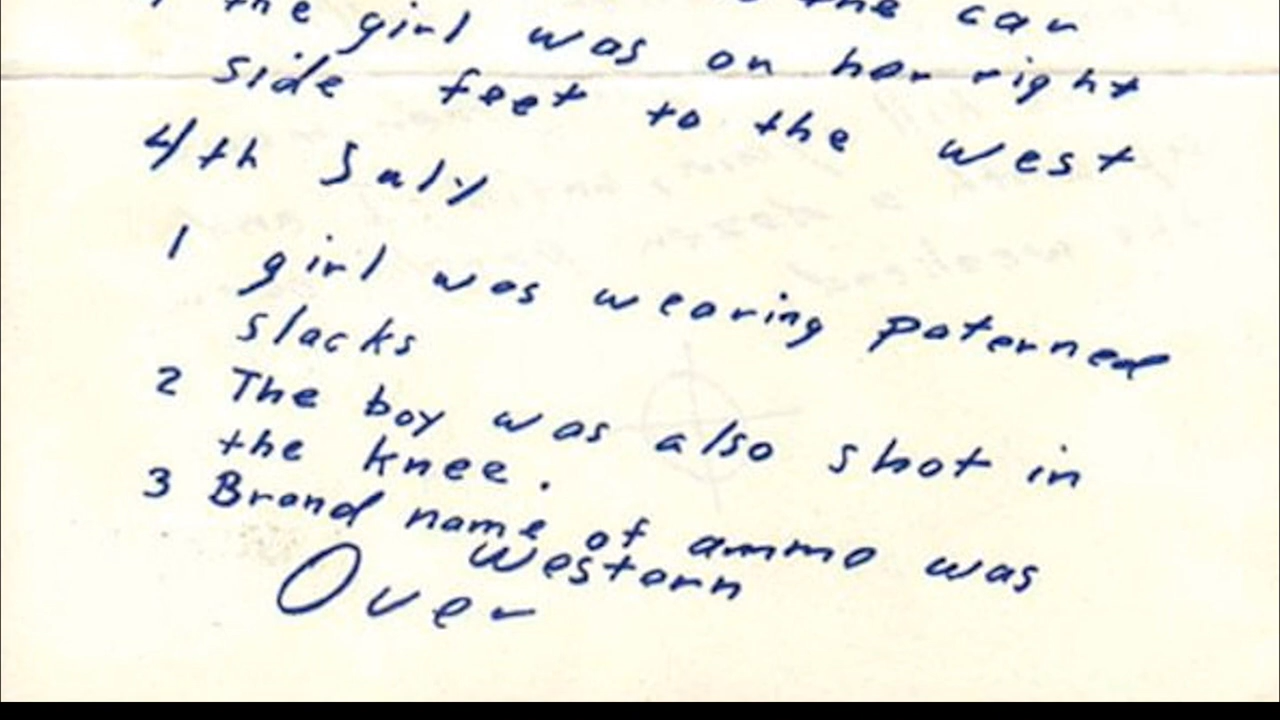 the girl was on her right
side feet to the west
4th July
1 girl was wearing paterned
slacks
2 The boy was also shot in
the knee.
3 Brand name of ammo was
Western
Over